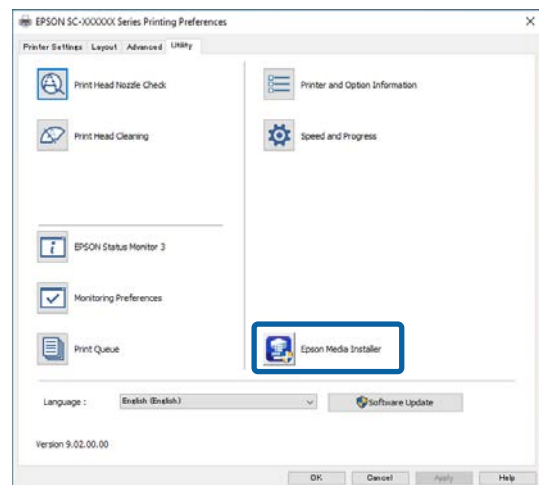 EPSON SC-XXXXXX Series Printing Preferences
Printer Settings Layout Advanced Utility
Print Head Nozzle Check
Printer and Option Information
Print Head Cleaning
Speed and Progress
EPSON Status Monitor 3
Monitoring Preferences
Print Queue
Epson Media Installer
Language : English (English)
Software Update
Version 9.02.00.00
OK Cancel Apply Help